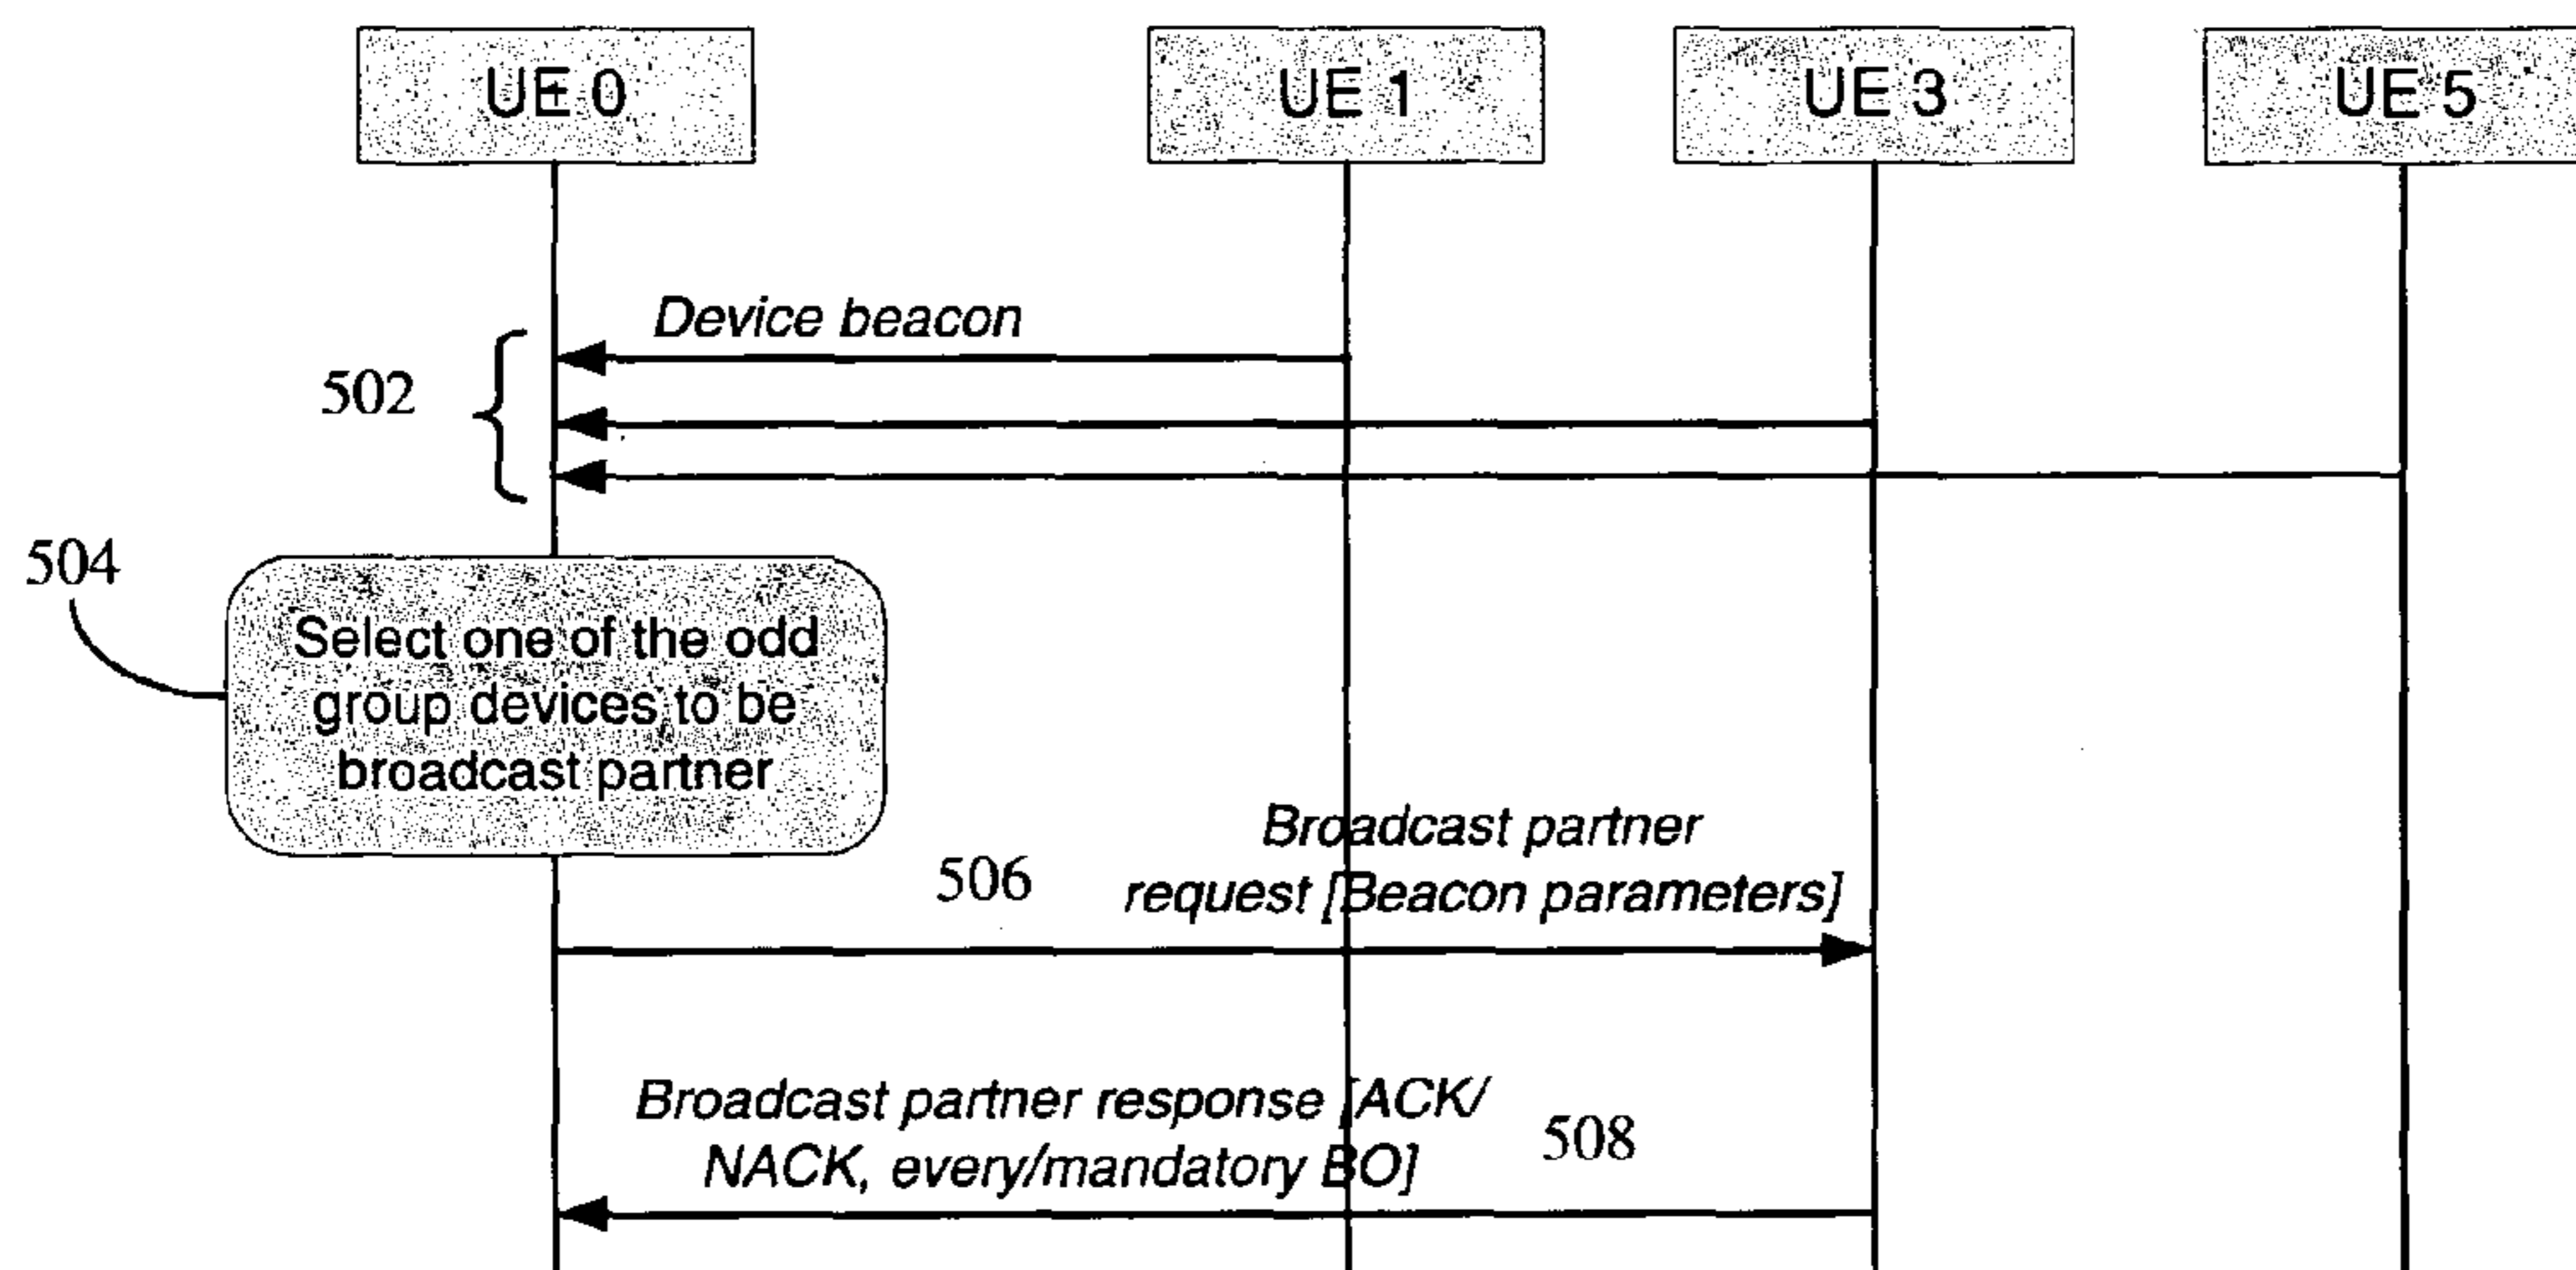 UE 0
UE 1
UE 3
UE 5
Device beacon
502
504
Select one of the odd
group devices to be
broadcast partner
Broadcast partner
506
request [Beacon parameters]
Broadcast partner response [ACK/
508
NACK, every/mandatory BO]